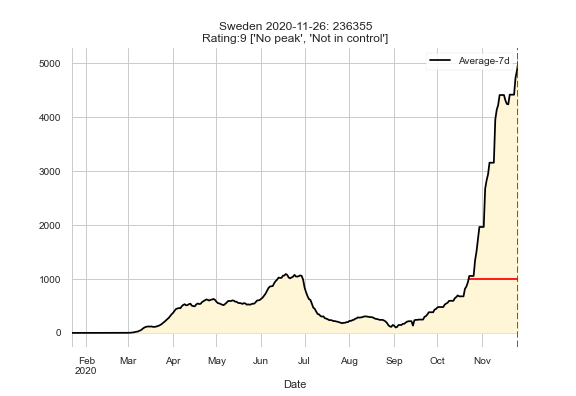 Sweden 2020-11-26: 236355
Rating:9 ['No peak', 'Not in control']
Average-7d
5000
4000
3000
2000
1000
0
Feb Mar Apr May Jun Jul Aug Sep Oct Nov
2020
Date